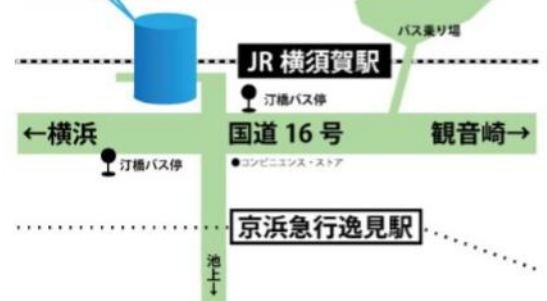 バス乗り場
JR 横須賀駅
汀橋バス停
←横浜
国道 16 号
観音崎→
汀橋バス停
●コンビニエンス・ストア
京浜急行逸見駅
池上→